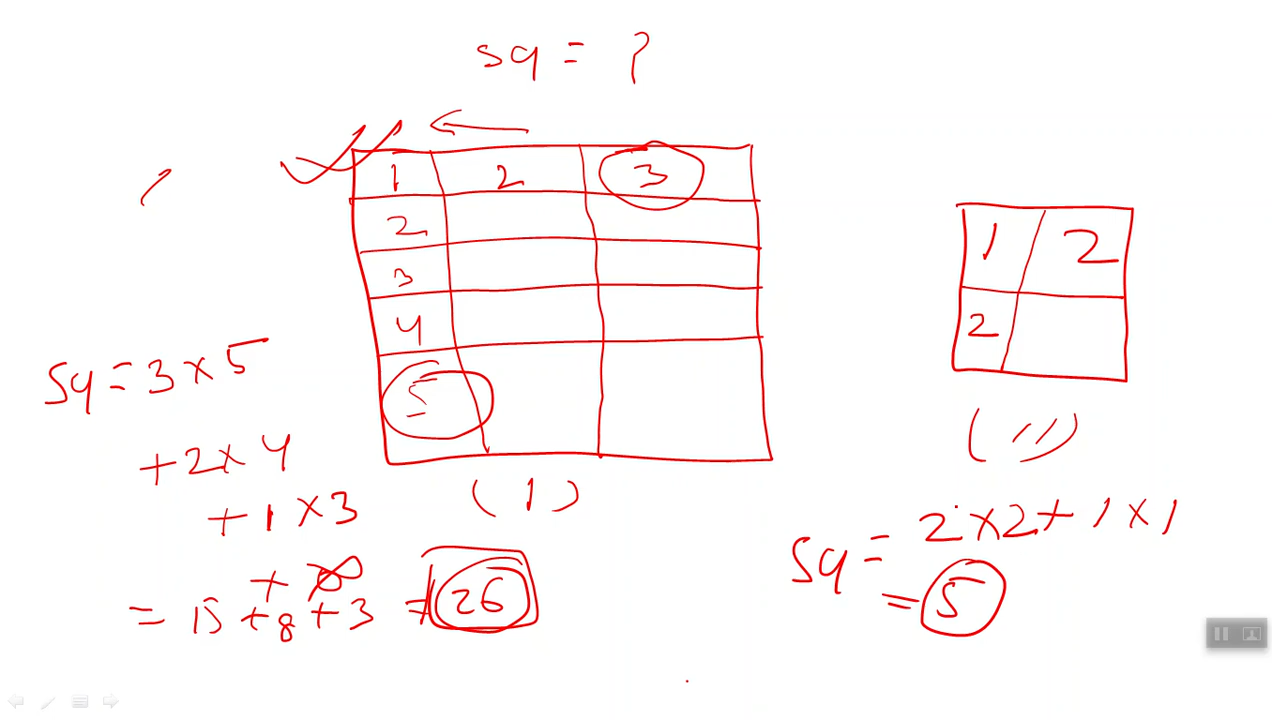 sq = ?
1 2 3
2
3
4
5
(1)
1 2
2
(11)
Sq = 3 x 5
+ 2 x 4
+ 1 x 3
+
= 15 + 8 + 3 = 26
Sq = 2 x 2 + 1 x 1
= 5